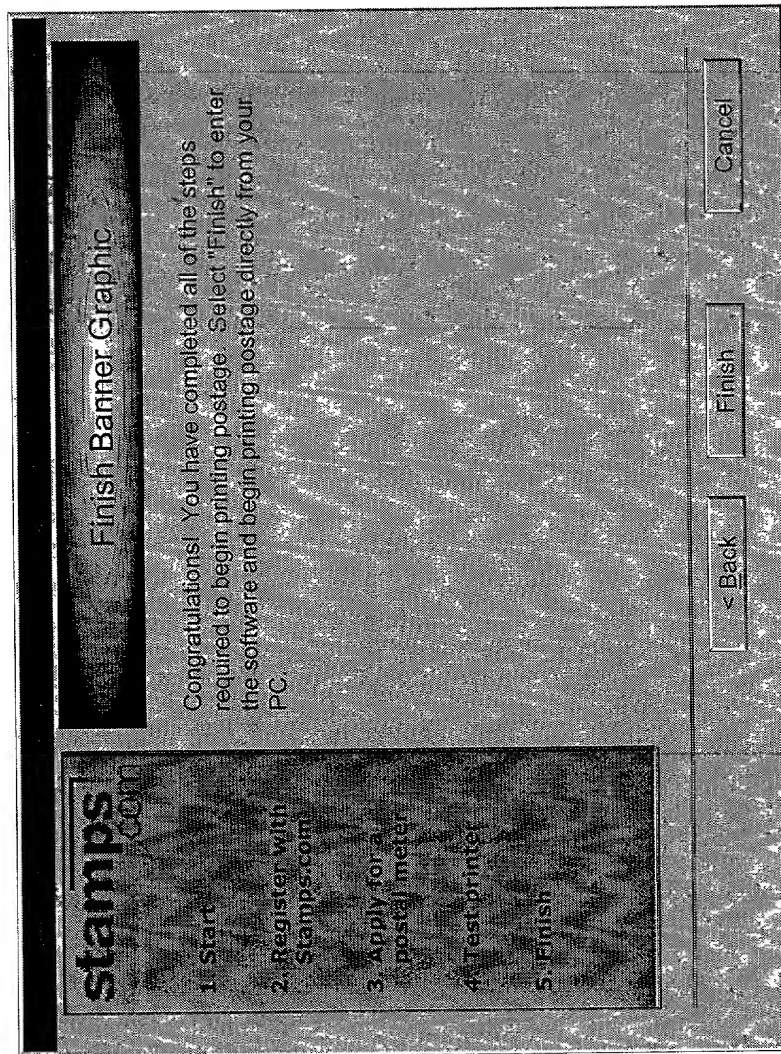 stamps
.com
1. Start
2. Register with
Stamps.com
3. Apply for a
postal meter
4. Test printer
5. Finish
Finish Banner Graphic
Congratulations! You have completed all of the steps
required to begin printing postage. Select "Finish" to enter
the software and begin printing postage directly from your
PC.
< Back
Finish
Cancel